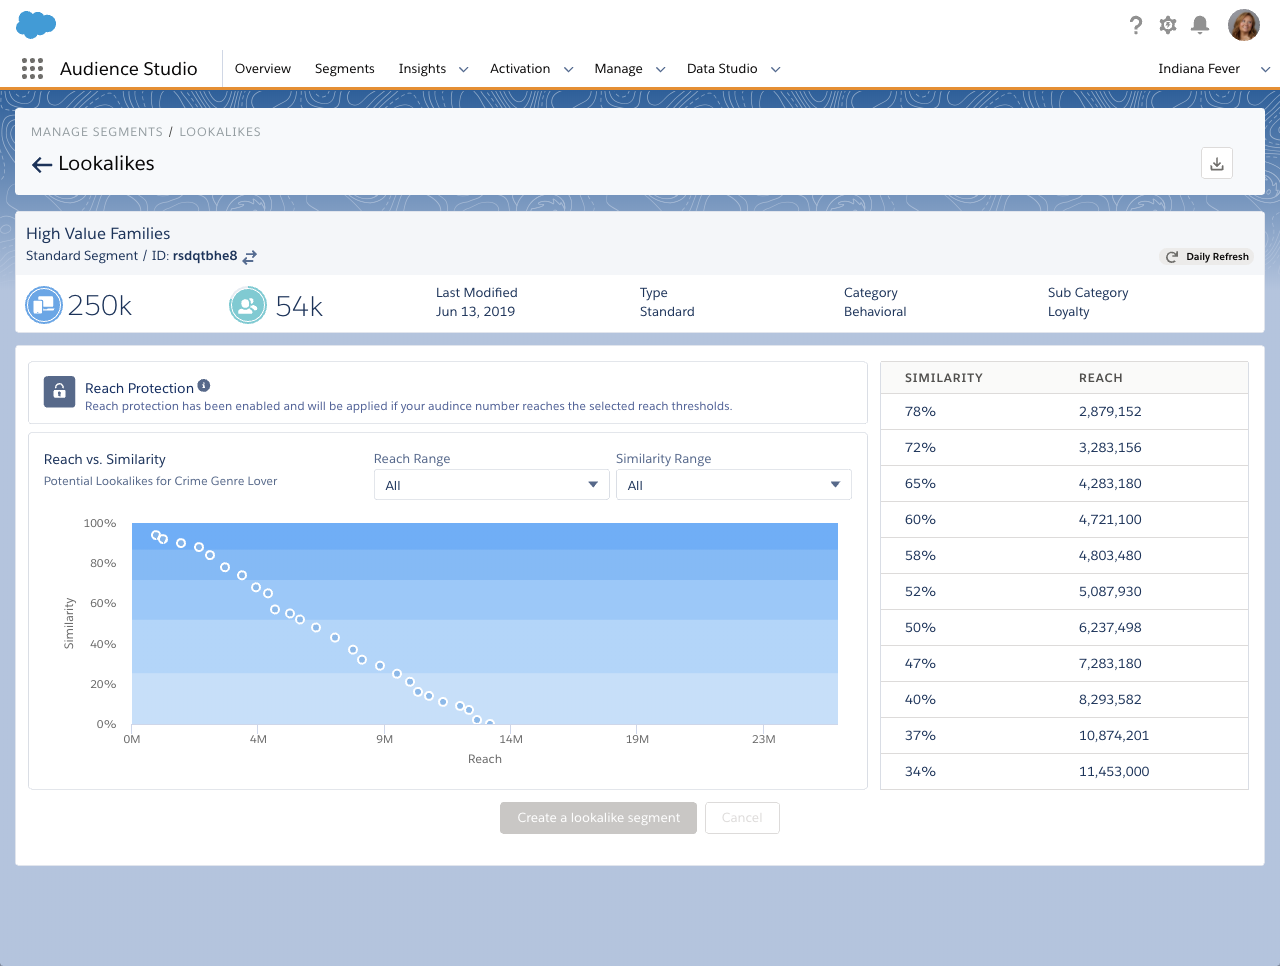 Audience Studio
Overview Segments Insights Activation Manage Data Studio Indiana Fever
MANAGE SEGMENTS / LOOKALIKES
Lookalikes
High Value Families
Standard Segment / ID: rsdqtbhe8
Daily Refresh
250k
54k
Last Modified
Jun 13, 2019
Type
Standard
Category
Behavioral
Sub Category
Loyalty
Reach Protection
Reach protection has been enabled and will be applied if your audince number reaches the selected reach thresholds.
Reach vs. Similarity
Potential Lookalikes for Crime Genre Lover
Reach Range
All
Similarity Range
All
100%
80%
60%
40%
20%
0%
Similarity
0M 4M 9M 14M 19M 23M
Reach
SIMILARITY REACH
78% 2,879,152
72% 3,283,156
65% 4,283,180
60% 4,721,100
58% 4,803,480
52% 5,087,930
50% 6,237,498
47% 7,283,180
40% 8,293,582
37% 10,874,201
34% 11,453,000
Create a lookalike segment
Cancel